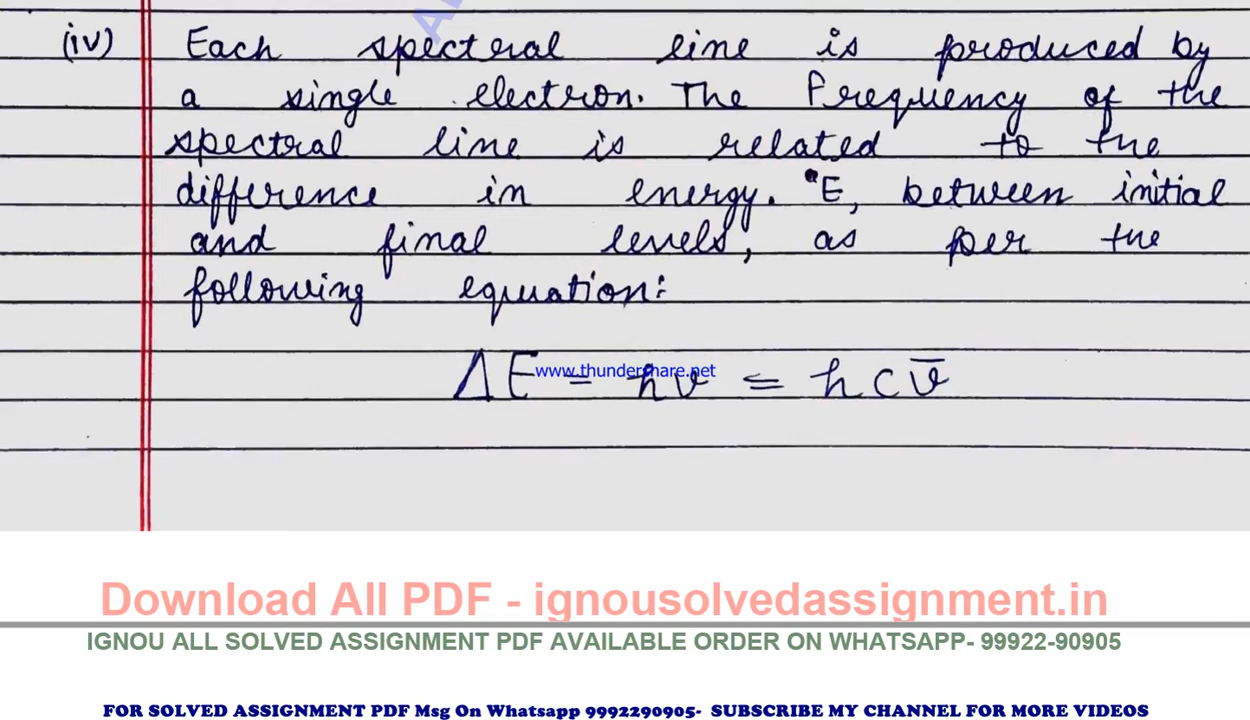 (iv) Each spectral line is produced by
a single electron. The frequency of the
spectral line is related to the
difference in energy. E, between initial
and final levels, as per the
following equation:
ΔE = hν = hcν̅
www.thundershare.net
Download All PDF - ignousolvedassignment.in
IGNOU ALL SOLVED ASSIGNMENT PDF AVAILABLE ORDER ON WHATSAPP- 99922-90905
FOR SOLVED ASSIGNMENT PDF Msg On Whatsapp 9992290905- SUBSCRIBE MY CHANNEL FOR MORE VIDEOS